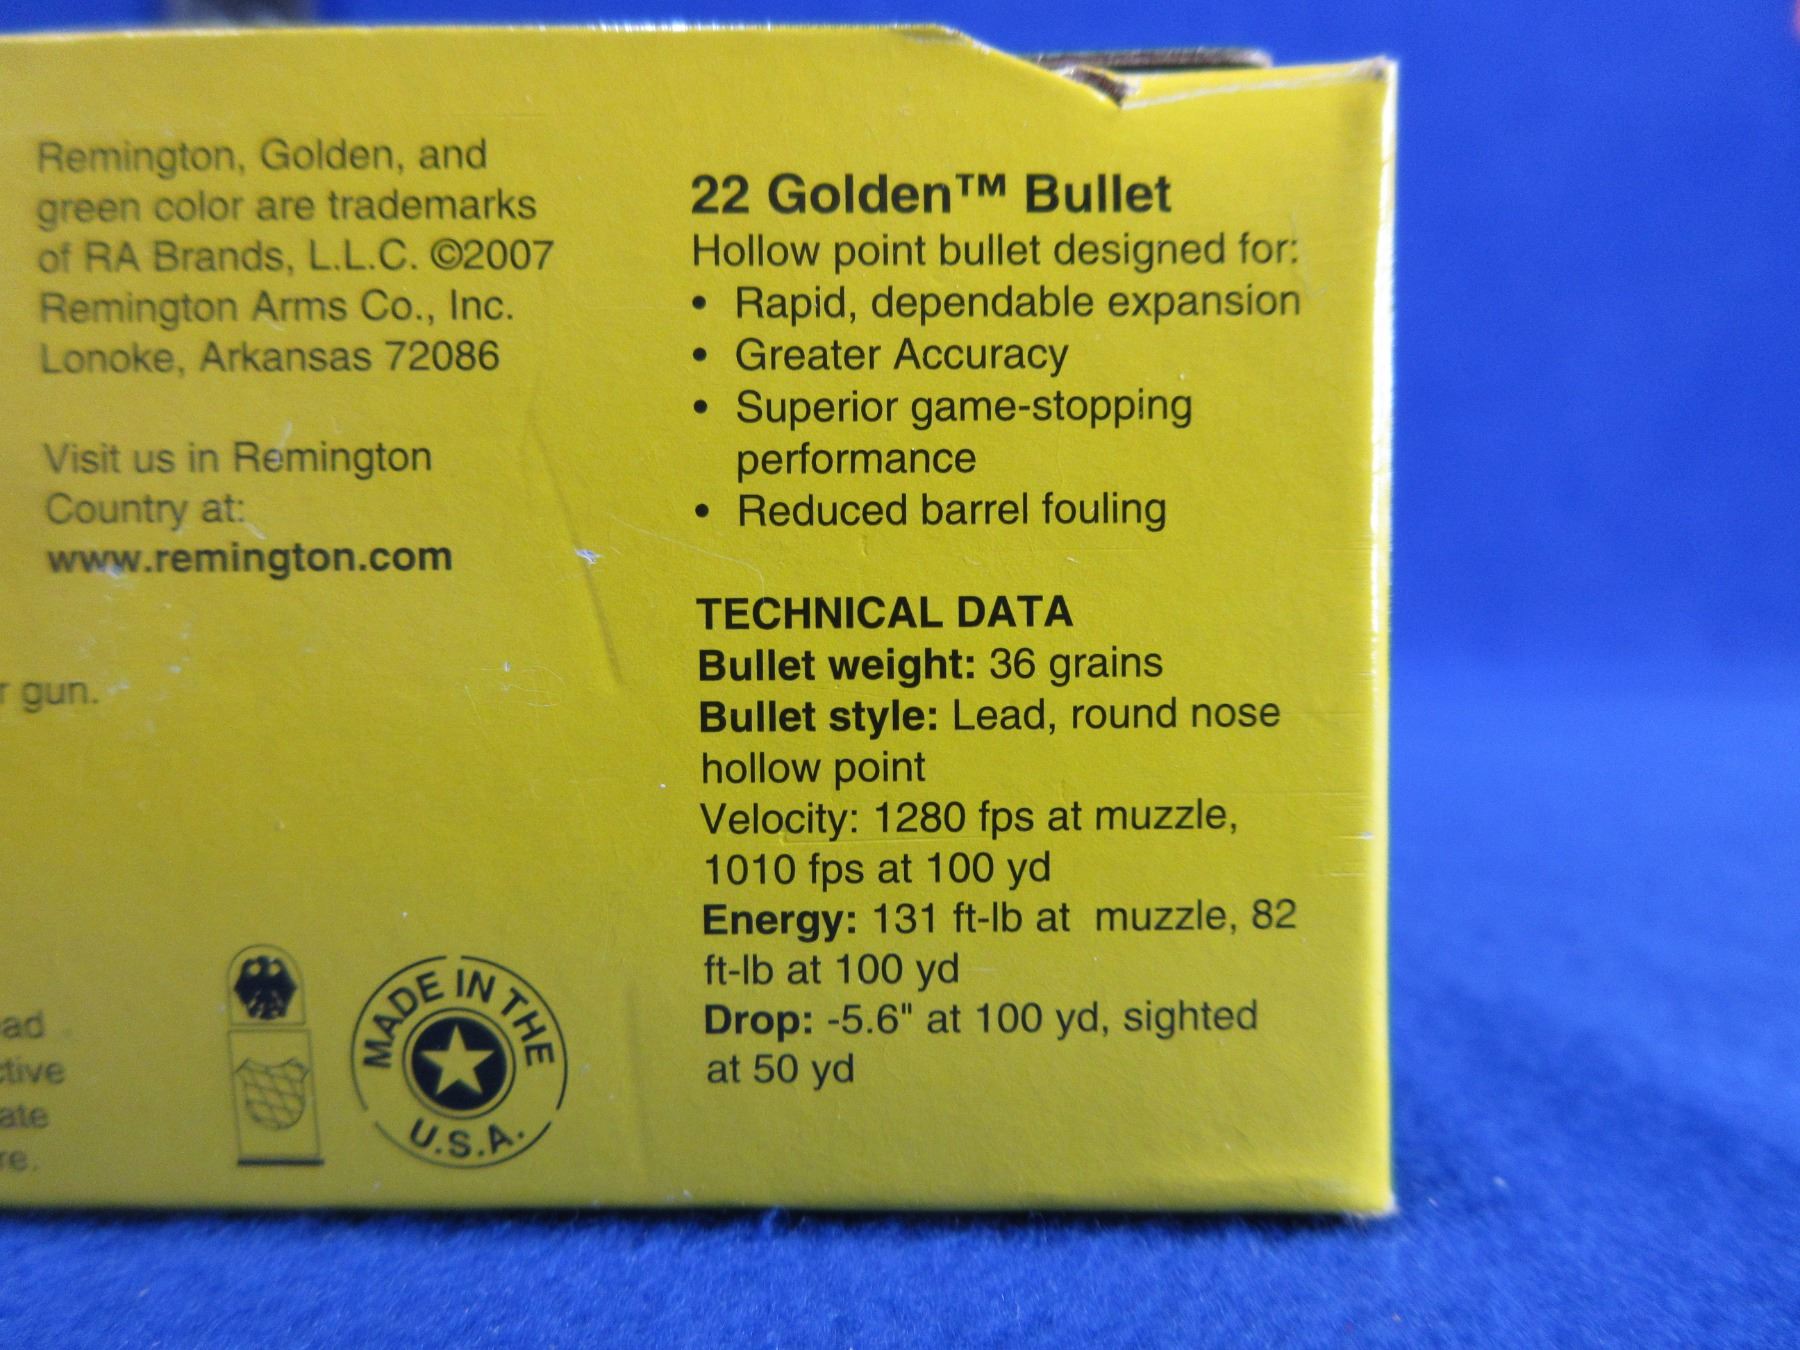 Remington, Golden, and
green color are trademarks
of RA Brands, L.L.C. ©2007
Remington Arms Co., Inc.
Lonoke, Arkansas 72086
Visit us in Remington
Country at:
www.remington.com
gun.
MADE IN THE
U.S.A.
22 Golden™ Bullet
Hollow point bullet designed for:
• Rapid, dependable expansion
• Greater Accuracy
• Superior game-stopping
performance
• Reduced barrel fouling
TECHNICAL DATA
Bullet weight: 36 grains
Bullet style: Lead, round nose
hollow point
Velocity: 1280 fps at muzzle,
1010 fps at 100 yd
Energy: 131 ft-lb at muzzle, 82
ft-lb at 100 yd
Drop: -5.6" at 100 yd, sighted
at 50 yd